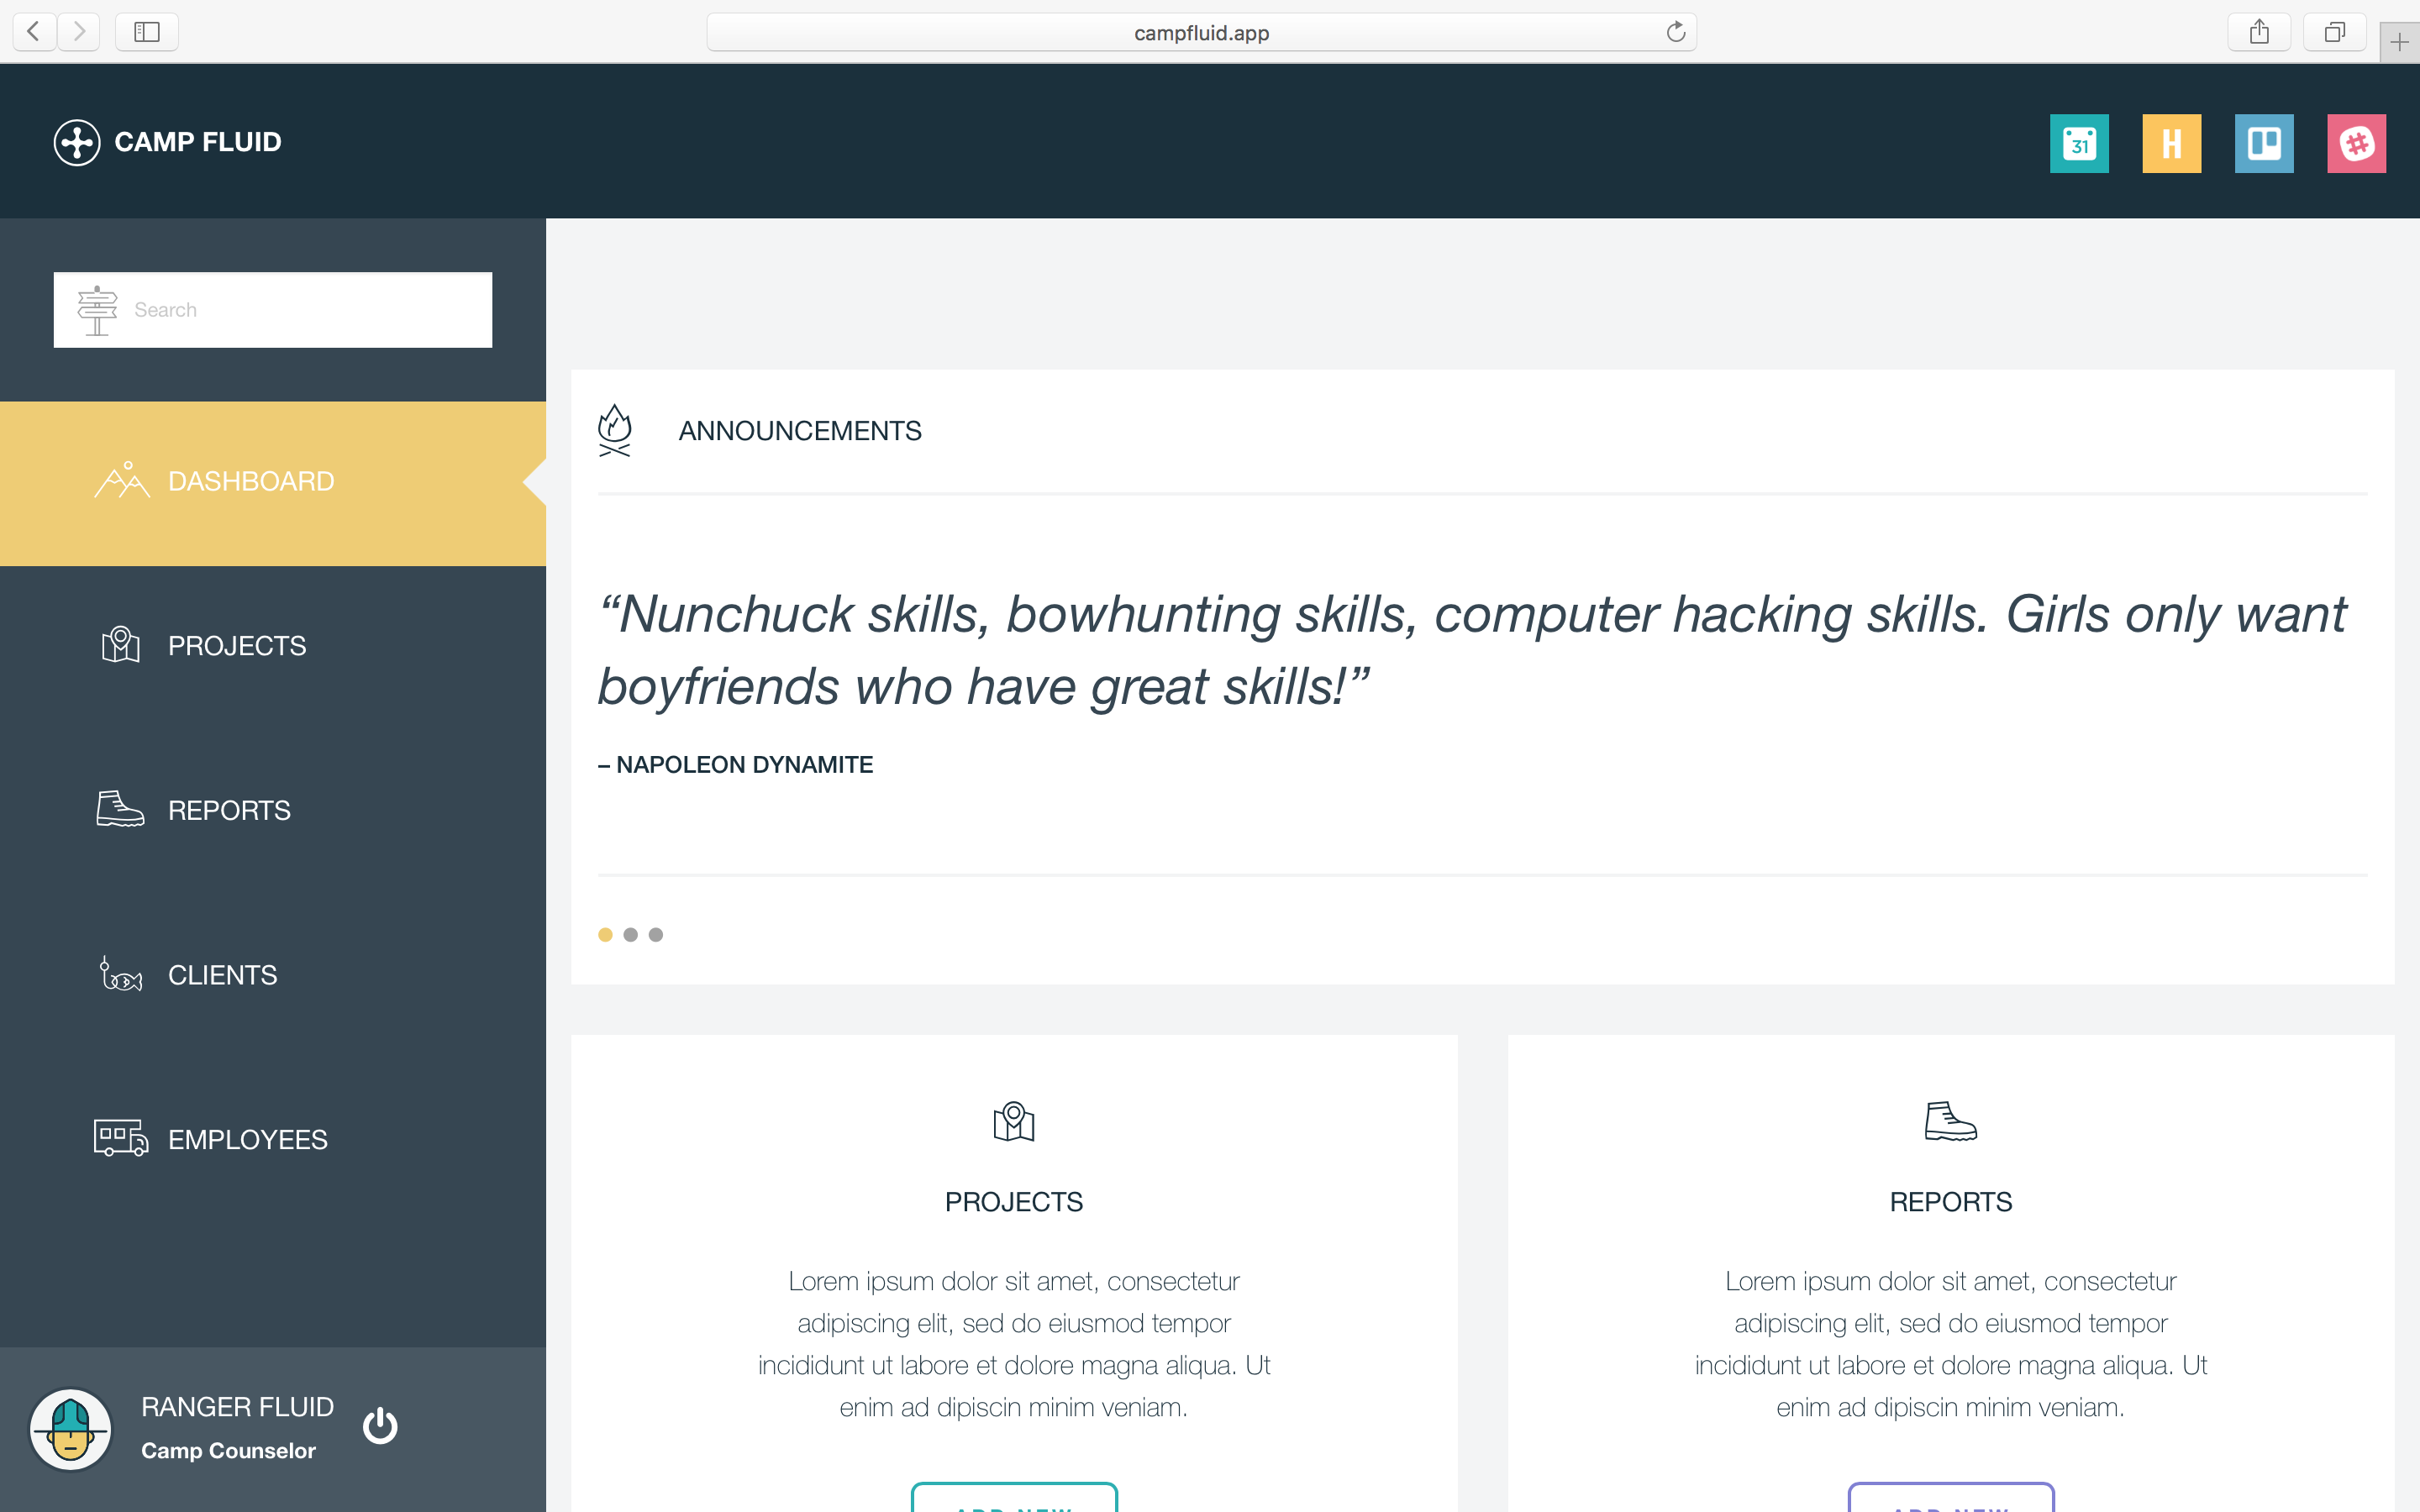 campfluid.app
CAMP FLUID
31
H
Search
DASHBOARD
PROJECTS
REPORTS
CLIENTS
EMPLOYEES
RANGER FLUID
Camp Counselor
ANNOUNCEMENTS
“Nunchuck skills, bowhunting skills, computer hacking skills. Girls only want
boyfriends who have great skills!”
– NAPOLEON DYNAMITE
PROJECTS
Lorem ipsum dolor sit amet, consectetur
adipiscing elit, sed do eiusmod tempor
incididunt ut labore et dolore magna aliqua. Ut
enim ad dipiscin minim veniam.
ADD NEW
REPORTS
Lorem ipsum dolor sit amet, consectetur
adipiscing elit, sed do eiusmod tempor
incididunt ut labore et dolore magna aliqua. Ut
enim ad dipiscin minim veniam.
ADD NEW